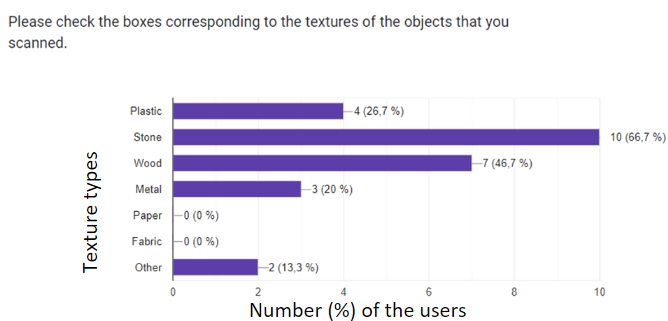 Please check the boxes corresponding to the textures of the objects that you
scanned.
Texture types
Plastic 4 (26,7 %)
Stone 10 (66,7 %)
Wood 7 (46,7 %)
Metal 3 (20 %)
Paper 0 (0 %)
Fabric 0 (0 %)
Other 2 (13,3 %)
0 2 4 6 8 10
Number (%) of the users